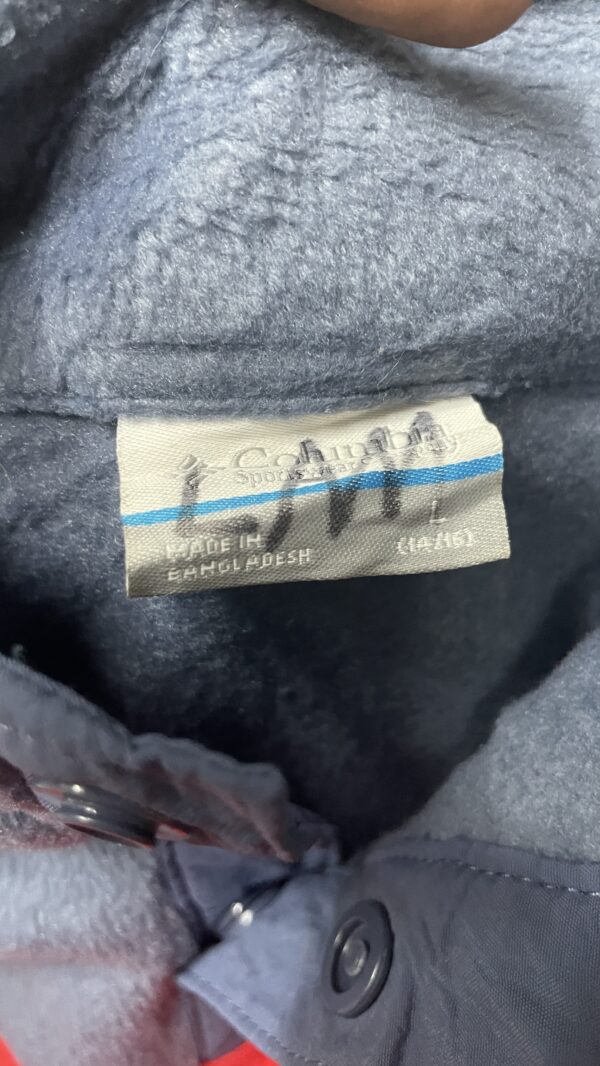 Columbia
Sportswear Company
L
MADE IN (14/16)
BANGLADESH